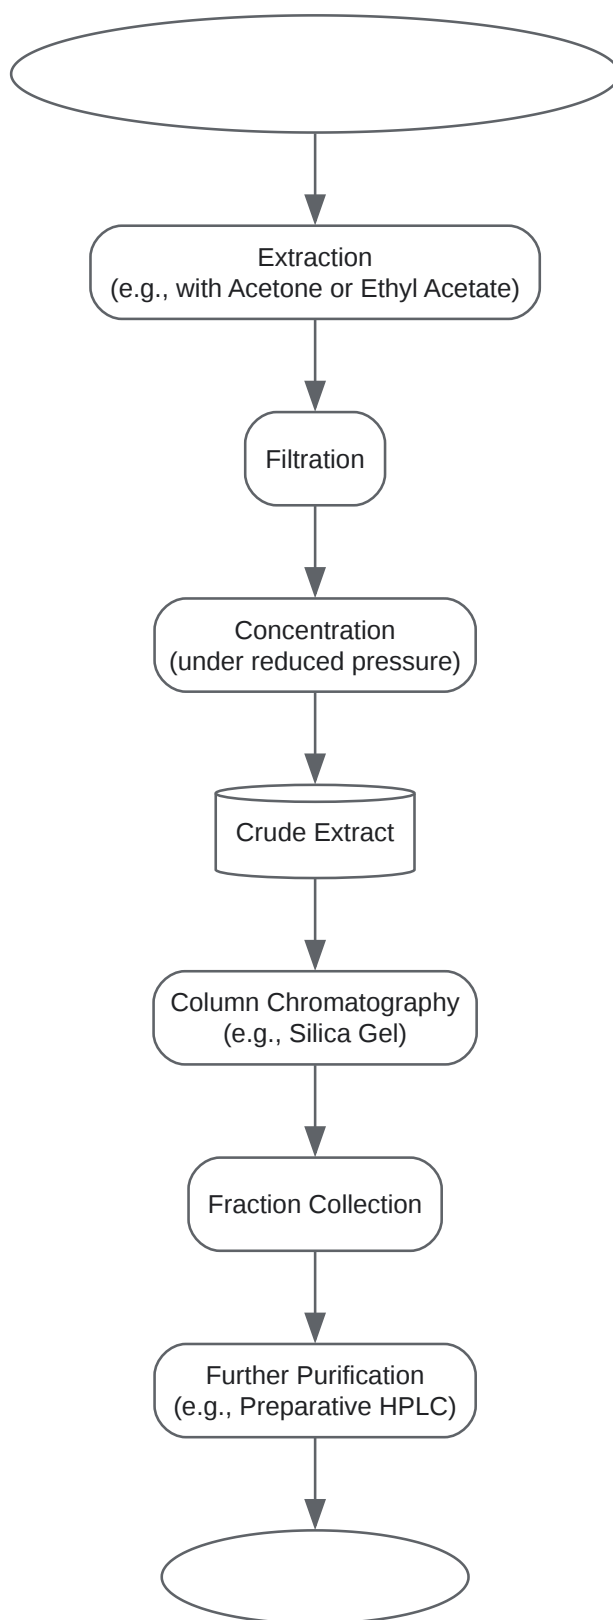 Extraction
(e.g., with Acetone or Ethyl Acetate)
Filtration
Concentration
(under reduced pressure)
Crude Extract
Column Chromatography
(e.g., Silica Gel)
Fraction Collection
Further Purification
(e.g., Preparative HPLC)